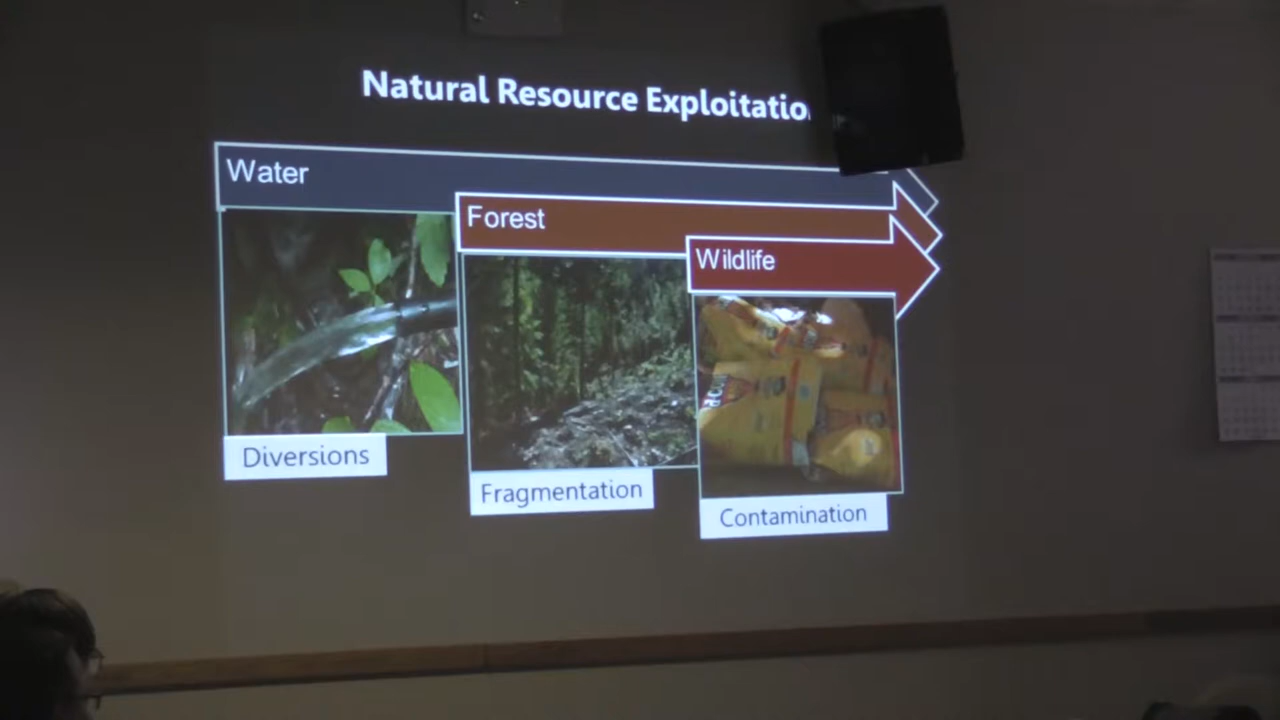 Natural Resource Exploitatio
Water
Forest
Wildlife
Diversions
Fragmentation
Contamination